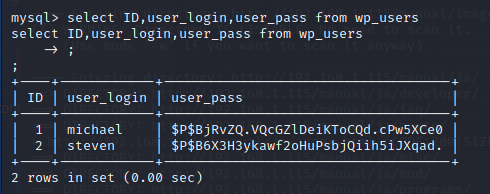 mysql> select ID,user_login,user_pass from wp_users
select ID,user_login,user_pass from wp_users
    -> ;
;
+----+------------+------------------------------------+
| ID | user_login | user_pass                          |
+----+------------+------------------------------------+
|  1 | michael    | $P$BjRvZQ.VQcGZlDeiKToCQd.cPw5XCe0 |
|  2 | steven     | $P$B6X3H3ykawf2oHuPsbjQiih5iJXqad. |
+----+------------+------------------------------------+
2 rows in set (0.00 sec)